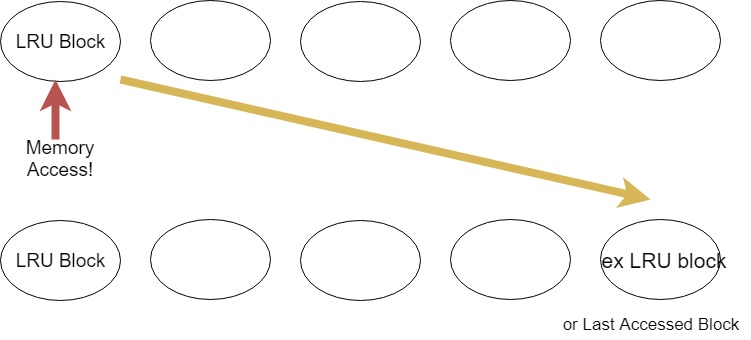 LRU Block
Memory
Access!
LRU Block
ex LRU block
or Last Accessed Block